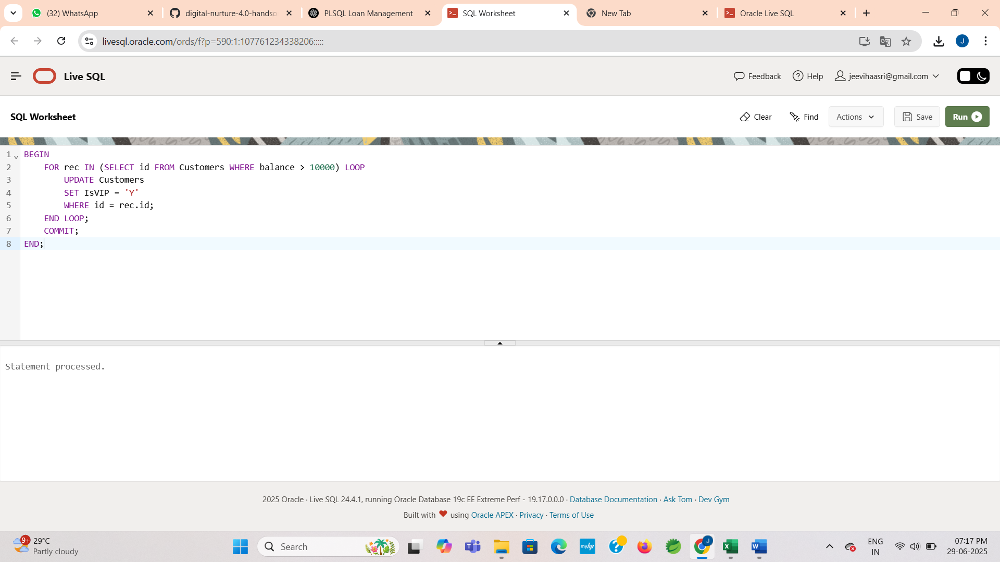 (32) WhatsApp
digital-nurture-4.0-handso
PLSQL Loan Management
SQL Worksheet
New Tab
Oracle Live SQL
livesql.oracle.com/ords/f?p=590:1:107761234338206:::::
J
Live SQL
Feedback
Help
jeevihaasri@gmail.com
SQL Worksheet
Clear
Find
Actions
Save
Run
1 BEGIN
2 FOR rec IN (SELECT id FROM Customers WHERE balance > 10000) LOOP
3 UPDATE Customers
4 SET IsVIP = 'Y'
5 WHERE id = rec.id;
6 END LOOP;
7 COMMIT;
8 END;
Statement processed.
2025 Oracle · Live SQL 24.4.1, running Oracle Database 19c EE Extreme Perf - 19.17.0.0.0 · Database Documentation · Ask Tom · Dev Gym
Built with ❤ using Oracle APEX · Privacy · Terms of Use
9+
29°C
Partly cloudy
Search
myhp
J
ENG
IN
07:17 PM
29-06-2025